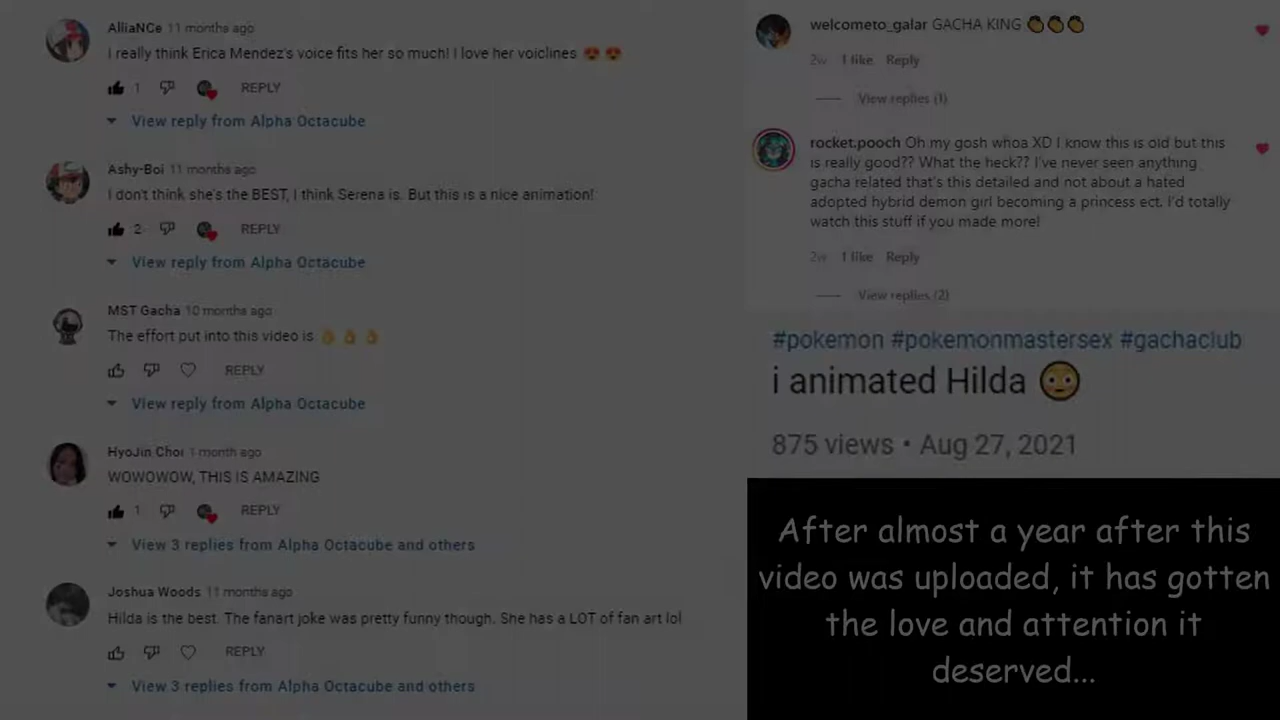 AlliaNCe 11 months ago
I really think Erica Mendez's voice fits her so much! I love her voiclines 😍 😍
1 REPLY
View reply from Alpha Octacube
Ashy-Boi 11 months ago
I don't think she's the BEST, I think Serena is. But this is a nice animation!
2 REPLY
View reply from Alpha Octacube
MST Gacha 10 months ago
The effort put into this video is 👌 👌 👌
REPLY
View reply from Alpha Octacube
HyoJin Choi 1 month ago
WOWOWOW, THIS IS AMAZING
1 REPLY
View 3 replies from Alpha Octacube and others
Joshua Woods 11 months ago
Hilda is the best. The fanart joke was pretty funny though. She has a LOT of fan art lol
REPLY
View 3 replies from Alpha Octacube and others
welcometo_galar GACHA KING 👏👏👏
2w 1 like Reply
View replies (1)
rocket.pooch Oh my gosh whoa XD I know this is old but this
is really good?? What the heck?? I've never seen anything
gacha related that's this detailed and not about a hated
adopted hybrid demon girl becoming a princess ect. I'd totally
watch this stuff if you made more!
2w 1 like Reply
View replies (2)
#pokemon #pokemonmastersex #gachaclub
i animated Hilda 😳
875 views • Aug 27, 2021
After almost a year after this
video was uploaded, it has gotten
the love and attention it
deserved...